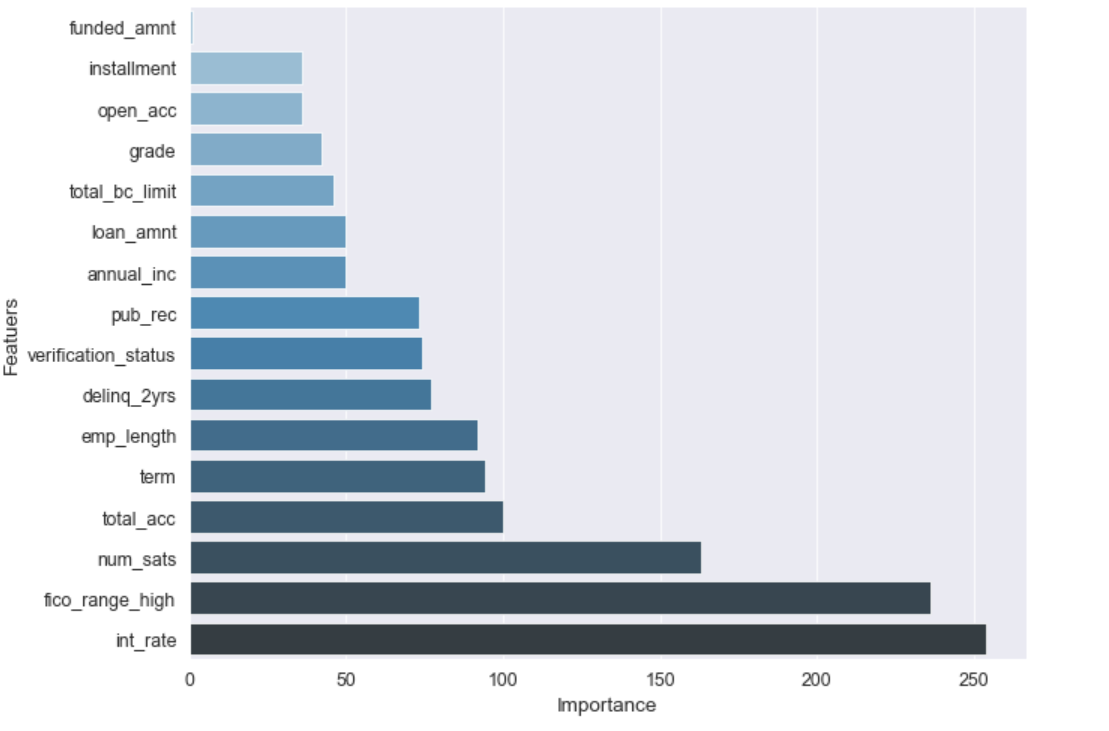 funded_amnt
installment
open_acc
grade
total_bc_limit
loan_amnt
annual_inc
pub_rec
Featuers
verification_status
delinq_2yrs
emp_length
term
total_acc
num_sats
fico_range_high
int_rate
0 50 100 150 200 250
Importance